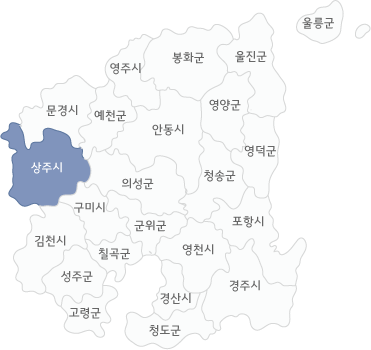 울릉군
봉화군
울진군
영주시
영양군
문경시
예천군
안동시
영덕군
상주시
의성군
청송군
구미시
포항시
군위군
김천시
영천시
칠곡군
성주군
경주시
경산시
고령군
청도군